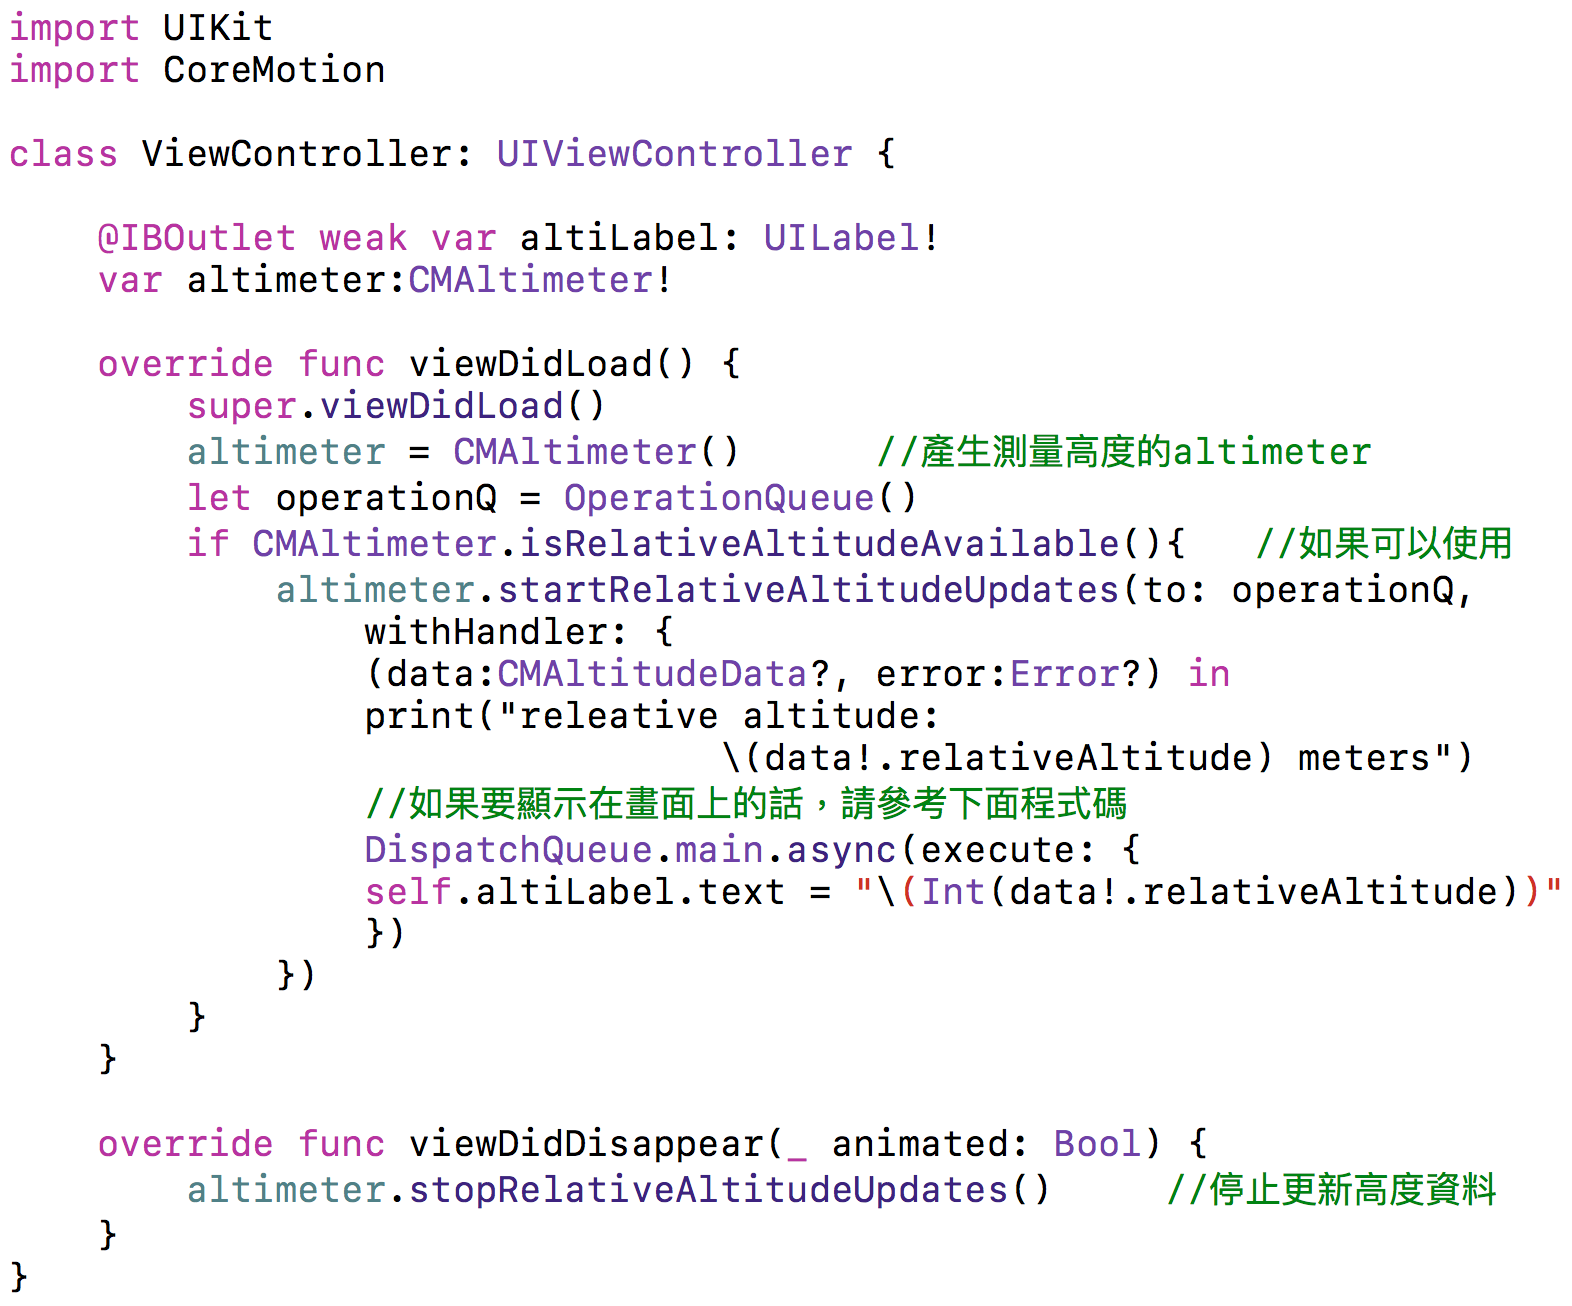 import UIKit
import CoreMotion
class ViewController: UIViewController {
@IBOutlet weak var altiLabel: UILabel!
var altimeter:CMAltimeter!
override func viewDidLoad() {
super.viewDidLoad()
altimeter = CMAltimeter() //產生測量高度的altimeter
let operationQ = OperationQueue()
if CMAltimeter.isRelativeAltitudeAvailable(){ //如果可以使用
altimeter.startRelativeAltitudeUpdates(to: operationQ,
withHandler: {
(data:CMAltitudeData?, error:Error?) in
print("releative altitude:
\(data!.relativeAltitude) meters")
//如果要顯示在畫面上的話，請參考下面程式碼
DispatchQueue.main.async(execute: {
self.altiLabel.text = "\(Int(data!.relativeAltitude))"
})
})
}
}
override func viewDidDisappear(_ animated: Bool) {
altimeter.stopRelativeAltitudeUpdates() //停止更新高度資料
}
}